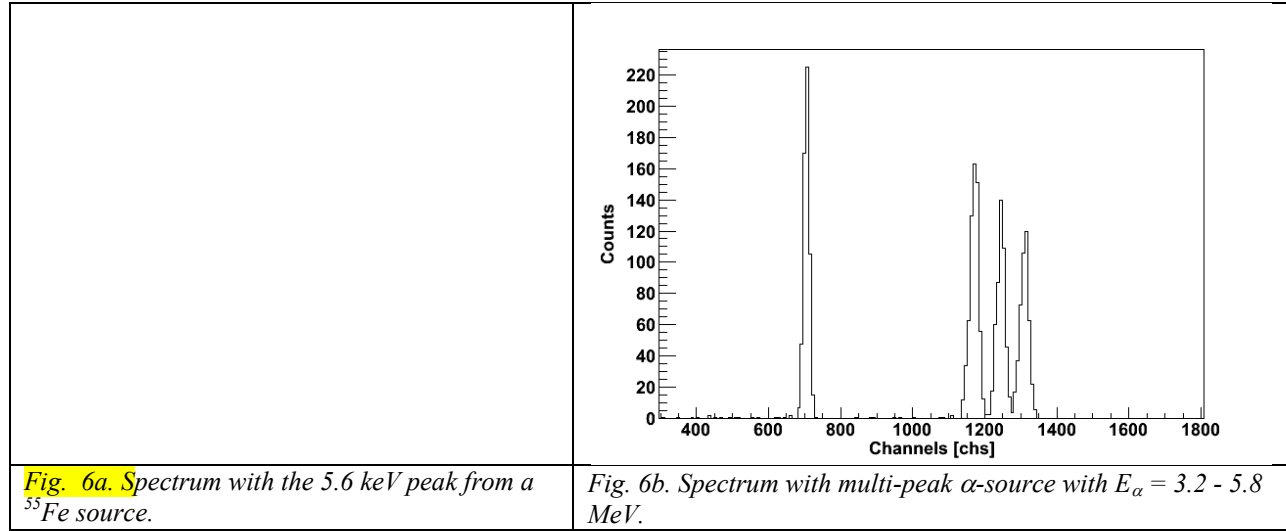 220
200
180
160
140
120
100
80
60
40
20
0
Counts
400 600 800 1000 1200 1400 1600 1800
Channels [chs]
Fig. 6a. Spectrum with the 5.6 keV peak from a
⁵⁵Fe source.
Fig. 6b. Spectrum with multi-peak α-source with Eα = 3.2 - 5.8
MeV.